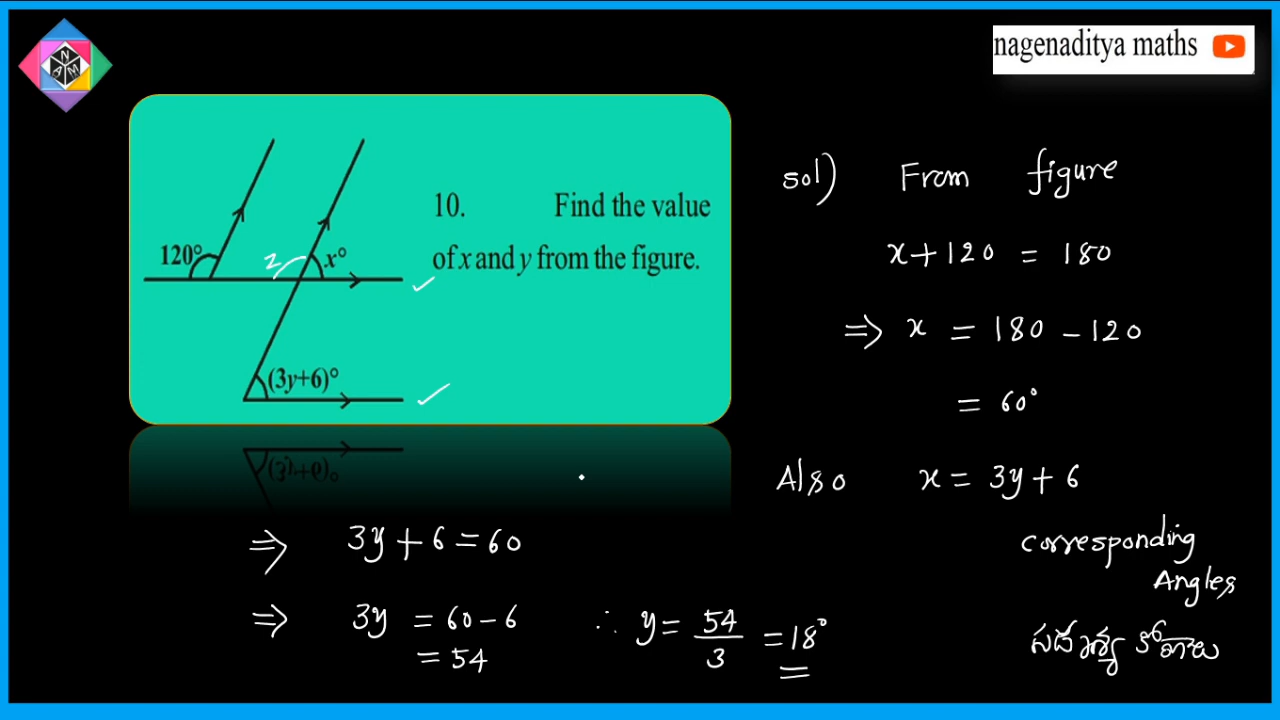 N
A M
nagenaditya maths
120°
z
x°
(3y+6)°
10. Find the value
of x and y from the figure.
sol) From figure
x + 120 = 180
⇒ x = 180 - 120
= 60°
Also x = 3y + 6
corresponding
Angles
సదృశ్య కోణాలు
⇒ 3y + 6 = 60
⇒ 3y = 60 - 6
= 54
∴ y = 54/3 = 18°